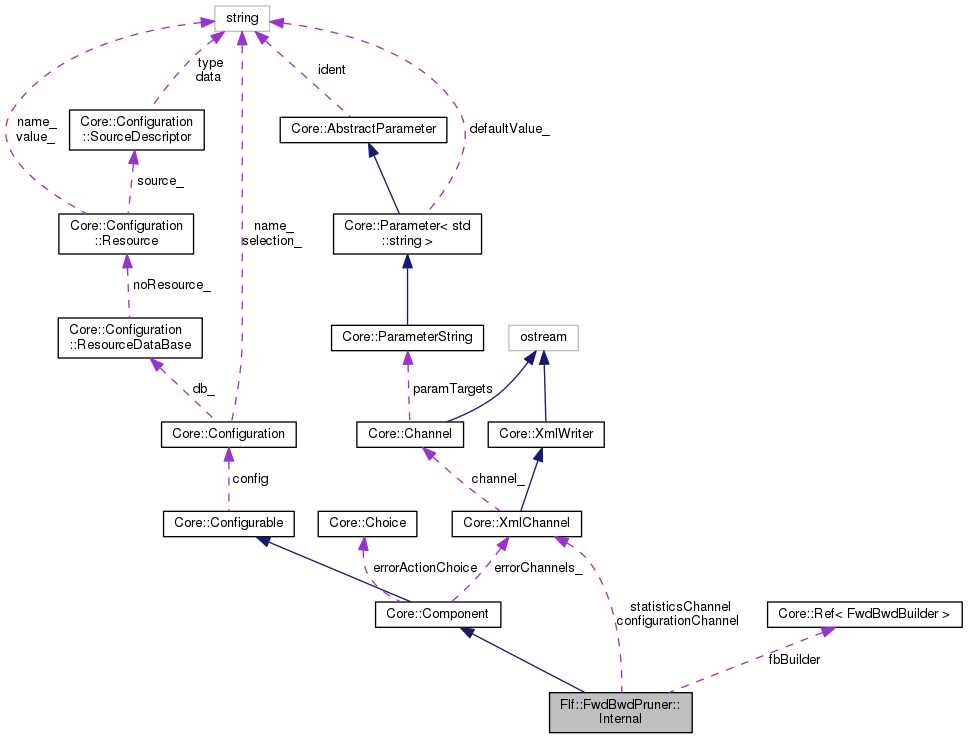 string
type
data
ident
name_
value_
Core::Configuration
::SourceDescriptor
Core::AbstractParameter
defaultValue_
source_
Core::Configuration
::Resource
name_
selection_
Core::Parameter< std
::string >
noResource_
Core::Configuration
::ResourceDataBase
Core::ParameterString
ostream
db_
paramTargets
Core::Configuration
Core::Channel
Core::XmlWriter
config
channel_
Core::Configurable
Core::Choice
Core::XmlChannel
errorActionChoice
errorChannels_
Core::Component
statisticsChannel
configurationChannel
Core::Ref< FwdBwdBuilder >
fbBuilder
Flf::FwdBwdPruner::
Internal